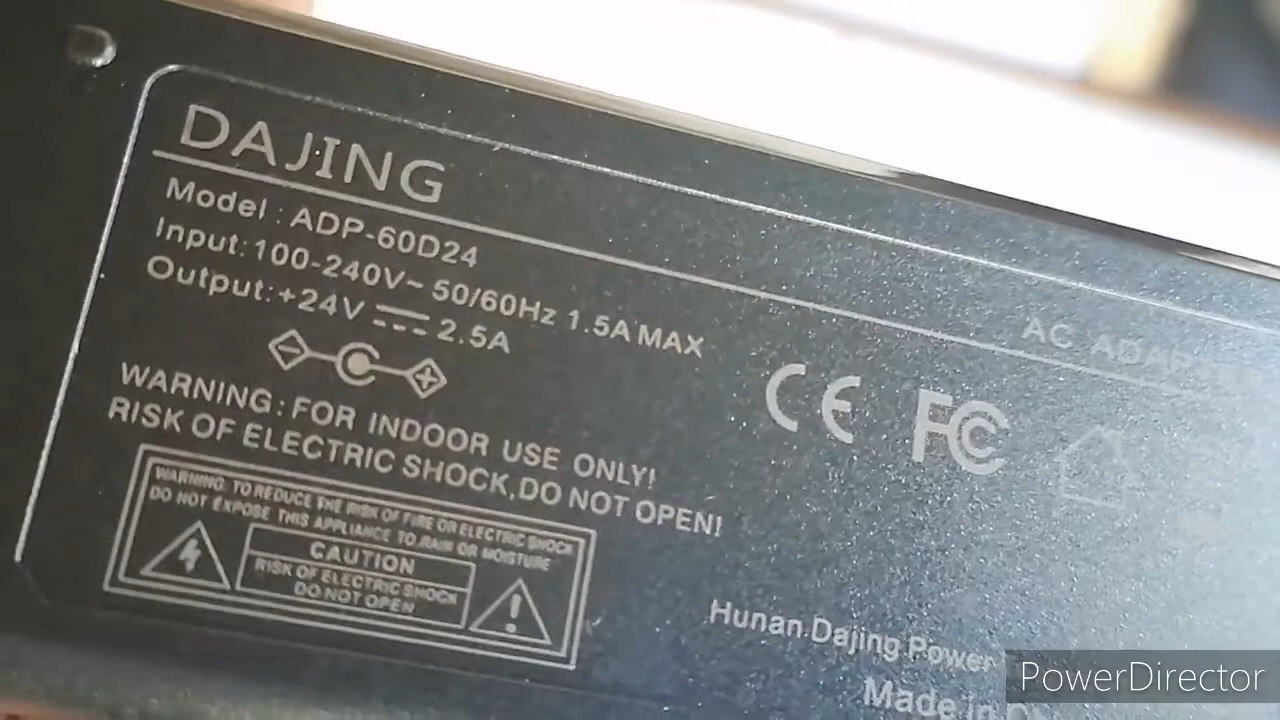 DAJING
AC
Model : ADP-60D24
Input:100-240V~ 50/60Hz 1.5A MAX
Output:+24V ⎓ 2.5A
CE FC
WARNING: FOR INDOOR USE ONLY!
RISK OF ELECTRIC SHOCK,DO NOT OPEN!
WARNING. TO REDUCE THE RISK OF FIRE OR ELECTRIC SHOCK
DO NOT EXPOSE THIS APPLIANCE TO RAIN OR MOISTURE
CAUTION
RISK OF ELECTRIC SHOCK
DO NOT OPEN
Hunan Dajing Power
Made in
PowerDirector